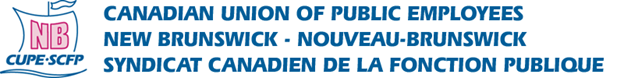 NB
CUPE·SCFP
CANADIAN UNION OF PUBLIC EMPLOYEES
NEW BRUNSWICK - NOUVEAU-BRUNSWICK
SYNDICAT CANADIEN DE LA FONCTION PUBLIQUE